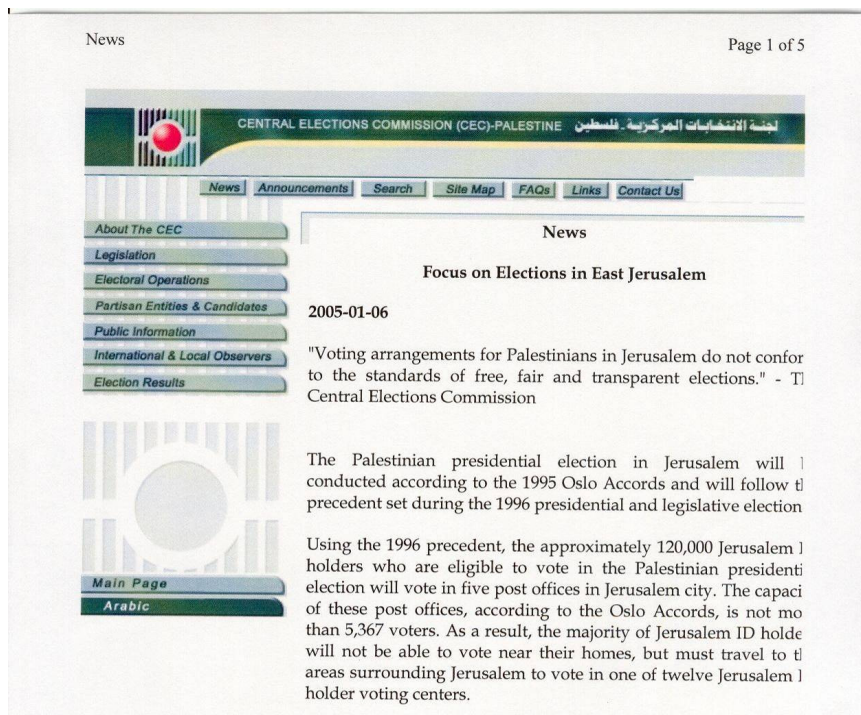 News
Page 1 of 5
CENTRAL ELECTIONS COMMISSION (CEC)-PALESTINE لجنة الانتخابات المركزية - فلسطين
News Announcements Search Site Map FAQs Links Contact Us
About The CEC
Legislation
Electoral Operations
Partisan Entities & Candidates
Public Information
International & Local Observers
Election Results
Main Page
Arabic
News
Focus on Elections in East Jerusalem
2005-01-06
"Voting arrangements for Palestinians in Jerusalem do not confor
to the standards of free, fair and transparent elections." -
Central Elections Commission
The Palestinian presidential election in Jerusalem will
conducted according to the 1995 Oslo Accords and will follow
precedent set during the 1996 presidential and legislative election
Using the 1996 precedent, the approximately 120,000 Jerusalem
holders who are eligible to vote in the Palestinian presidenti
election will vote in five post offices in Jerusalem city. The capaci
of these post offices, according to the Oslo Accords, is not mo
than 5,367 voters. As a result, the majority of Jerusalem ID holde
will not be able to vote near their homes, but must travel to
areas surrounding Jerusalem to vote in one of twelve Jerusalem
holder voting centers.